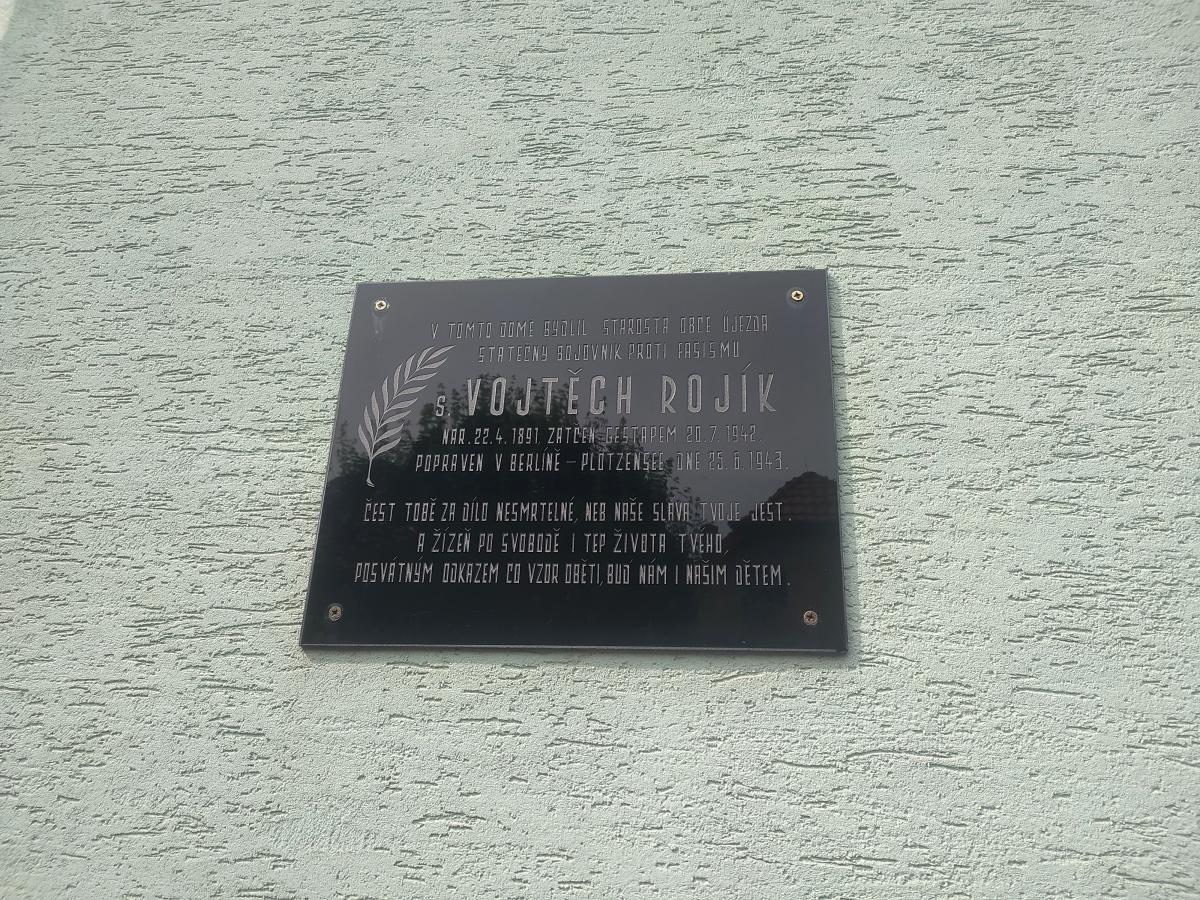 V TOMTO DOMĚ BYDLIL STAROSTA OBCE ÚJEZDA
STATEČNÝ BOJOVNÍK PROTI FAŠISMU
S. VOJTĚCH ROJÍK
NAR. 22.4.1891. ZATČEN GESTAPEM 20.7.1942.
POPRAVEN V BERLÍNĚ – PLÖTZENSEE DNE 25.6.1943.
ČEST TOBĚ ZA DÍLO NESMRTELNÉ, NEB NAŠE SLÁVA TVOJE JEST.
A ŽÍZEŇ PO SVOBODĚ I TEP ŽIVOTA TVÉHO,
POSVÁTNÝM ODKAZEM CO VZOR OBĚTI, BUĎ NÁM I NAŠIM DĚTEM.